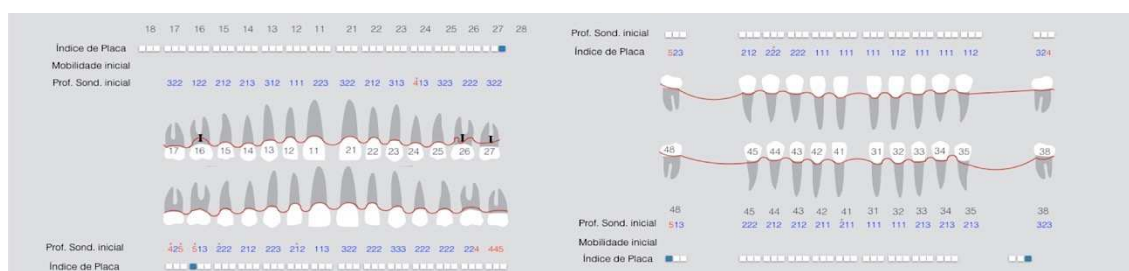 18 17 16 15 14 13 12 11 21 22 23 24 25 26 27 28
Índice de Placa
Mobilidade inicial
Prof. Sond. inicial 322 122 212 213 312 111 223 322 212 313 413 323 222 322
17 16 15 14 13 12 11 21 22 23 24 25 26 27
Prof. Sond. inicial 425 513 222 212 223 212 113 322 222 333 222 222 224 445
Índice de Placa
Prof. Sond. inicial
Índice de Placa 523 212 222 222 111 111 111 112 111 111 112 324
48 45 44 43 42 41 31 32 33 34 35 38
48 45 44 43 42 41 31 32 33 34 35 38
Prof. Sond. inicial 513 222 212 212 211 211 111 111 213 213 213 323
Mobilidade inicial
Índice de Placa